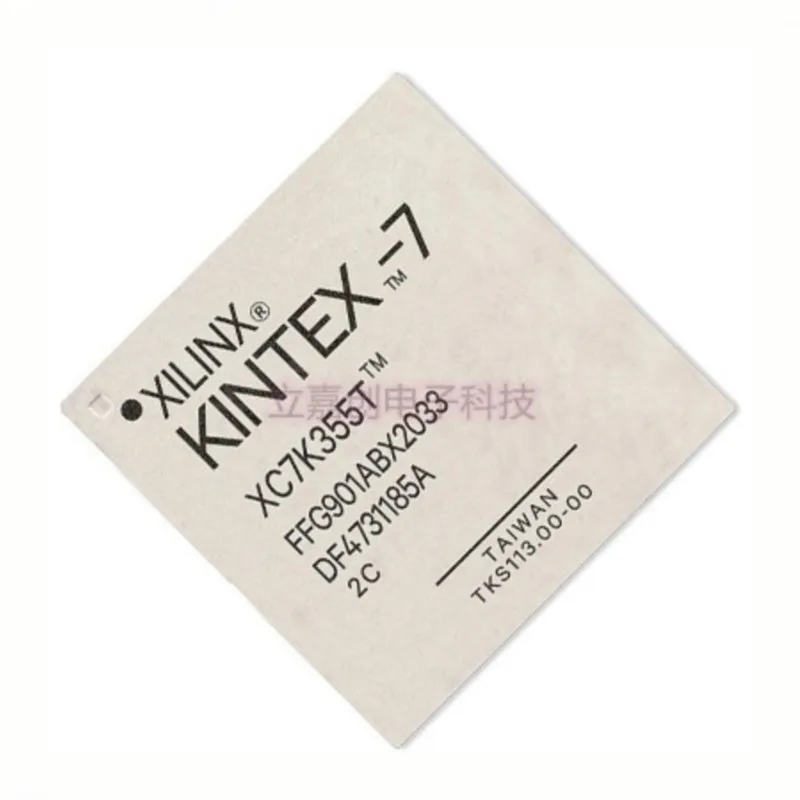 XILINX®
KINTEX™-7
XC7K355T™
FFG901ABX2033
DF4731185A
2C
TAIWAN
TKS113.00-00
立嘉创电子科技